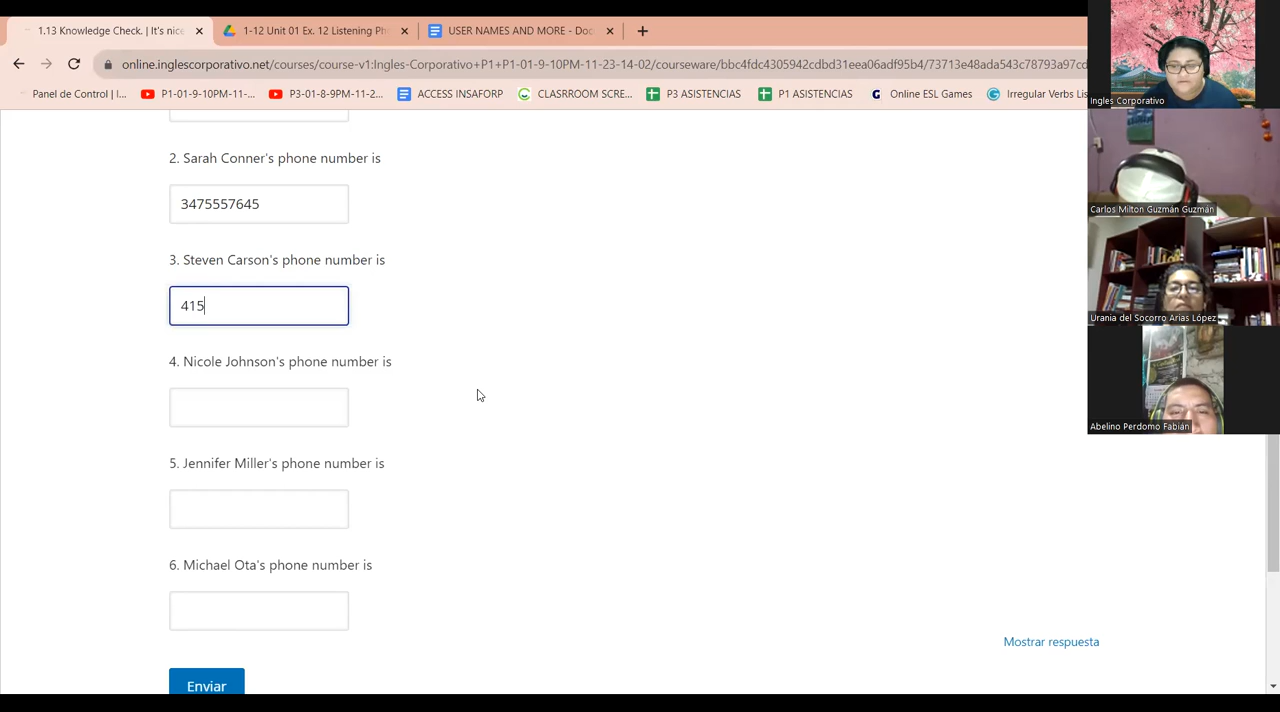 1.13 Knowledge Check. | It's nice
1-12 Unit 01 Ex. 12 Listening Ph
USER NAMES AND MORE - Doc
online.inglescorporativo.net/courses/course-v1:Ingles-Corporativo+P1+P1-01-9-10PM-11-23-14-02/courseware/bbc4fdc4305942cdbd31eea06adf95b4/73713e48ada543c78793a97cd
Panel de Control | I...
P1-01-9-10PM-11-...
P3-01-8-9PM-11-2...
ACCESS INSAFORP
CLASRROOM SCRE...
P3 ASISTENCIAS
P1 ASISTENCIAS
Online ESL Games
Irregular Verbs Lis
2. Sarah Conner's phone number is
3475557645
3. Steven Carson's phone number is
415
4. Nicole Johnson's phone number is
5. Jennifer Miller's phone number is
6. Michael Ota's phone number is
Mostrar respuesta
Enviar
Ingles Corporativo
Carlos Milton Guzmán Guzmán
Urania del Socorro Arias López
Abelino Perdomo Fabián